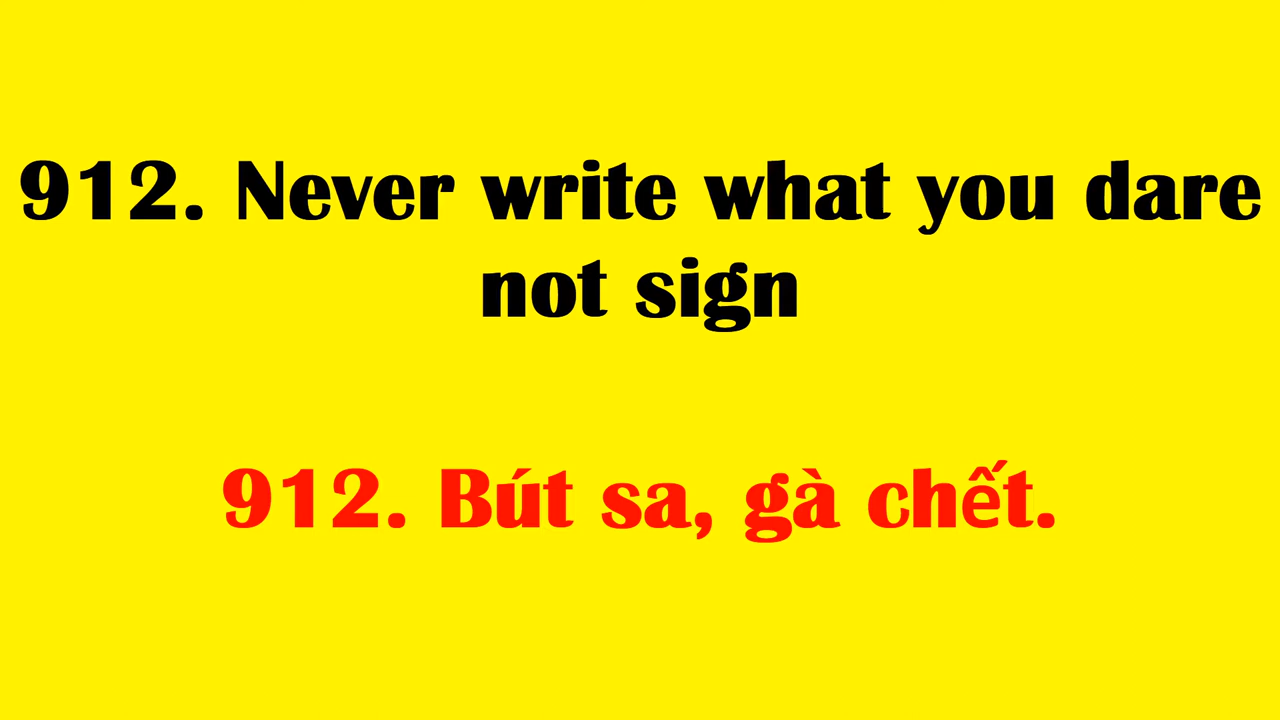 912. Never write what you dare
not sign
912. Bút sa, gà chết.